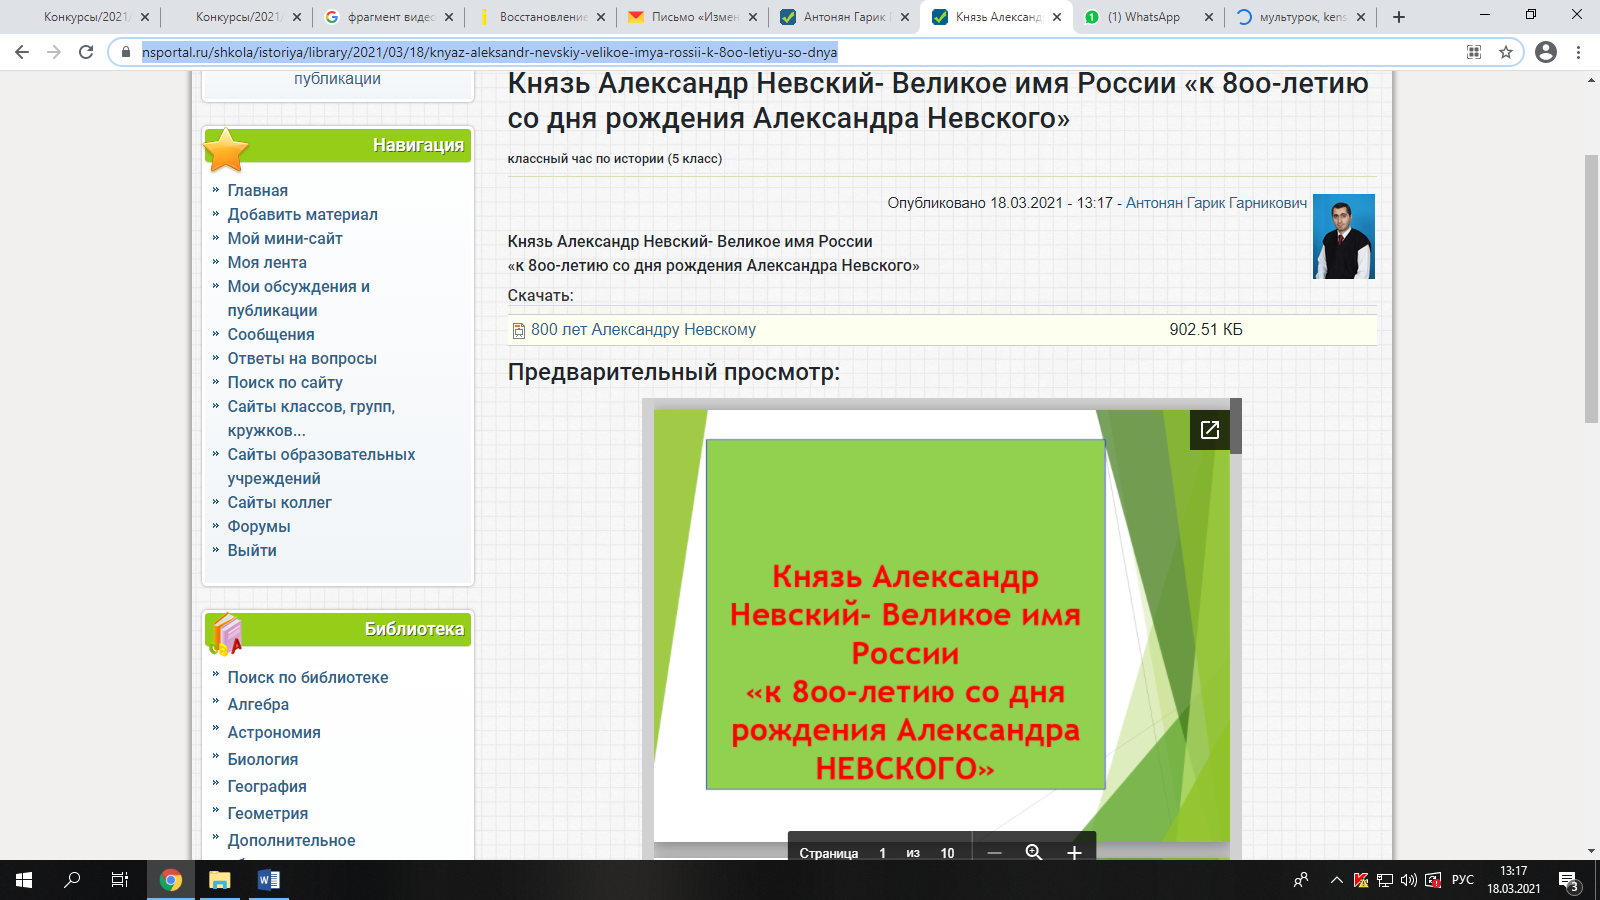 Конкурсы/2021/
Конкурсы/2021/
фрагмент видео
Восстановление
Письмо «Измен
Антонян Гарик
Князь Александр
(1) WhatsApp
мультурок, kens
nsportal.ru/shkola/istoriya/library/2021/03/18/knyaz-aleksandr-nevskiy-velikoe-imya-rossii-k-8oo-letiyu-so-dnya
публикации
Навигация
Главная
Добавить материал
Мой мини-сайт
Моя лента
Мои обсуждения и
публикации
Сообщения
Ответы на вопросы
Поиск по сайту
Сайты классов, групп,
кружков...
Сайты образовательных
учреждений
Сайты коллег
Форумы
Выйти
Библиотека
Поиск по библиотеке
Алгебра
Астрономия
Биология
География
Геометрия
Дополнительное
Князь Александр Невский- Великое имя России «к 8оо-летию
со дня рождения Александра Невского»
классный час по истории (5 класс)
Опубликовано 18.03.2021 - 13:17 - Антонян Гарик Гарникович
Князь Александр Невский- Великое имя России
«к 8оо-летию со дня рождения Александра Невского»
Скачать:
800 лет Александру Невскому 902.51 КБ
Предварительный просмотр:
Князь Александр
Невский- Великое имя
России
«к 8оо-летию со дня
рождения Александра
НЕВСКОГО»
Страница 1 из 10
РУС
13:17
18.03.2021
3